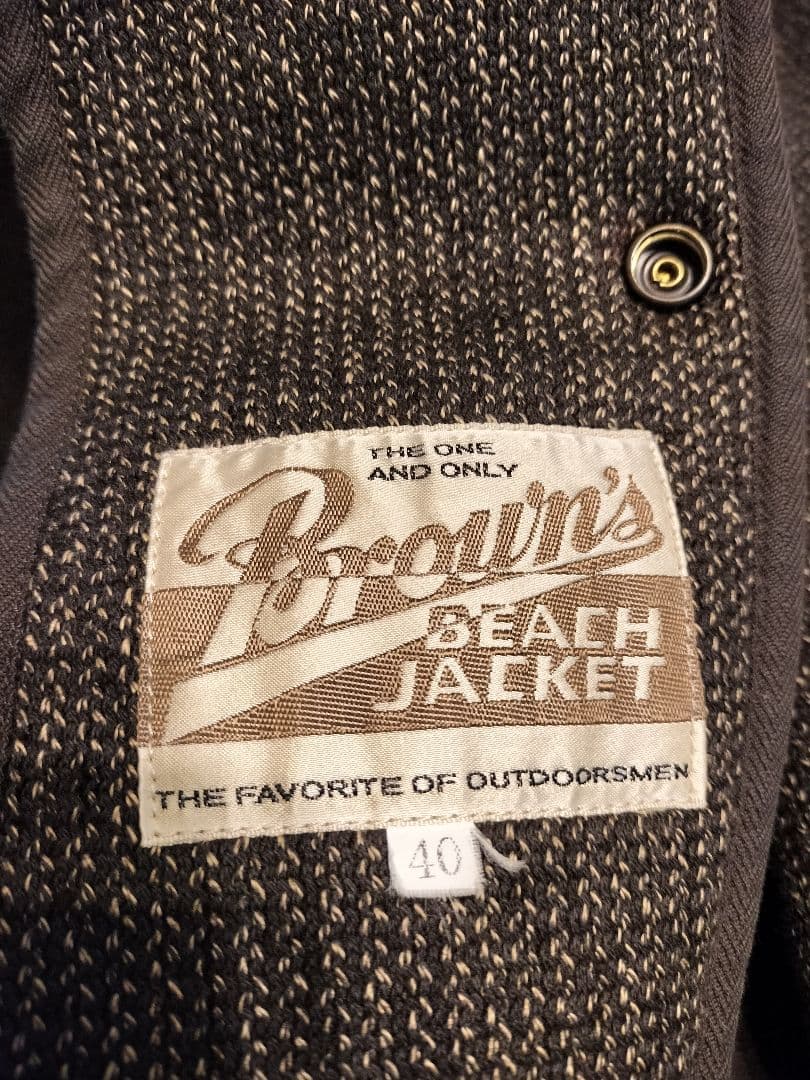 THE ONE
AND ONLY
Brown's
BEACH
JACKET
THE FAVORITE OF OUTDOORSMEN
40